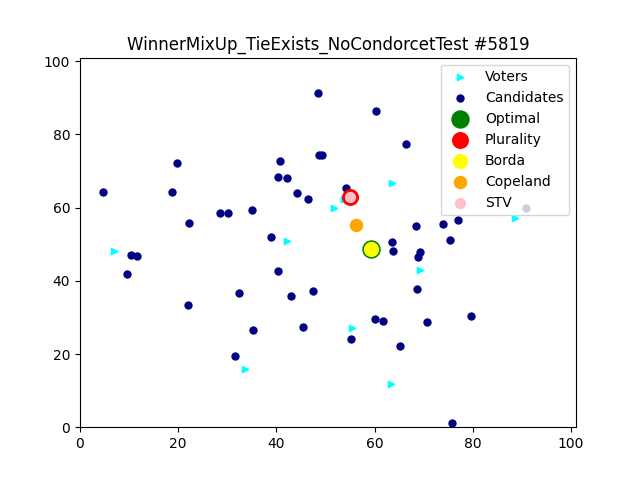 WinnerMixUp_TieExists_NoCondorcetTest #5819
100
80
60
40
20
0
0 20 40 60 80 100
Voters
Candidates
Optimal
Plurality
Borda
Copeland
STV